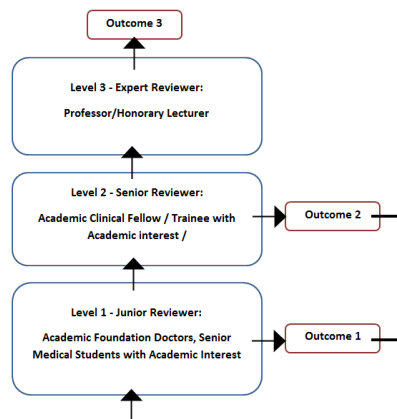 Outcome 3
Level 3 - Expert Reviewer:
Professor/Honorary Lecturer
Level 2 - Senior Reviewer:
Academic Clinical Fellow / Trainee with
Academic interest /
Outcome 2
Level 1 - Junior Reviewer:
Academic Foundation Doctors, Senior
Medical Students with Academic Interest
Outcome 1